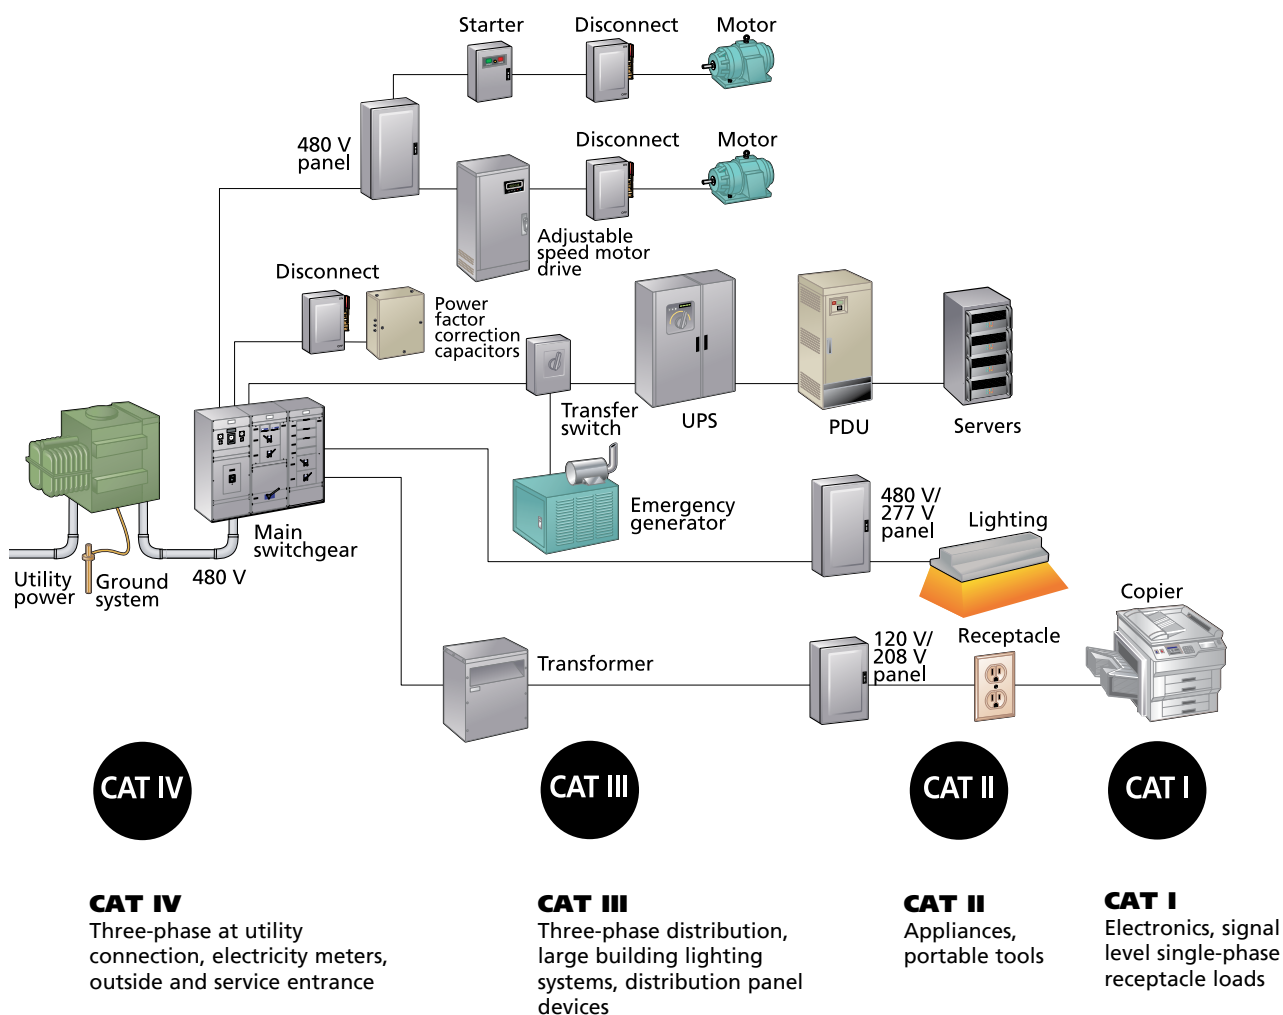 Starter
Disconnect
Motor
480 V
panel
Disconnect
Motor
Adjustable
speed motor
drive
Disconnect
Power
factor
correction
capacitors
Transfer
switch
UPS
PDU
Servers
Emergency
generator
480 V/
277 V
panel
Lighting
Main
switchgear
480 V
Utility
power
Ground
system
Transformer
120 V/
208 V
panel
Receptacle
Copier
CAT IV
CAT III
CAT II
CAT I
CAT IV
Three-phase at utility
connection, electricity meters,
outside and service entrance
CAT III
Three-phase distribution,
large building lighting
systems, distribution panel
devices
CAT II
Appliances,
portable tools
CAT I
Electronics, signal
level single-phase
receptacle loads